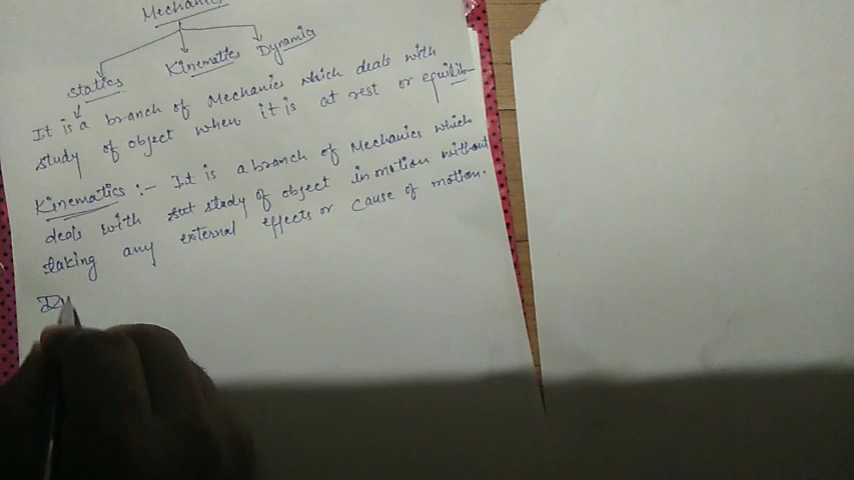 Mechanics
Statics Kinematics Dynamics
It is a branch of Mechanics which deals with
study of object when it is at rest or equilib-
Kinematics :- It is a branch of Mechanics which
deals with study of object in motion without
taking any external effects or cause of motion.
Dy